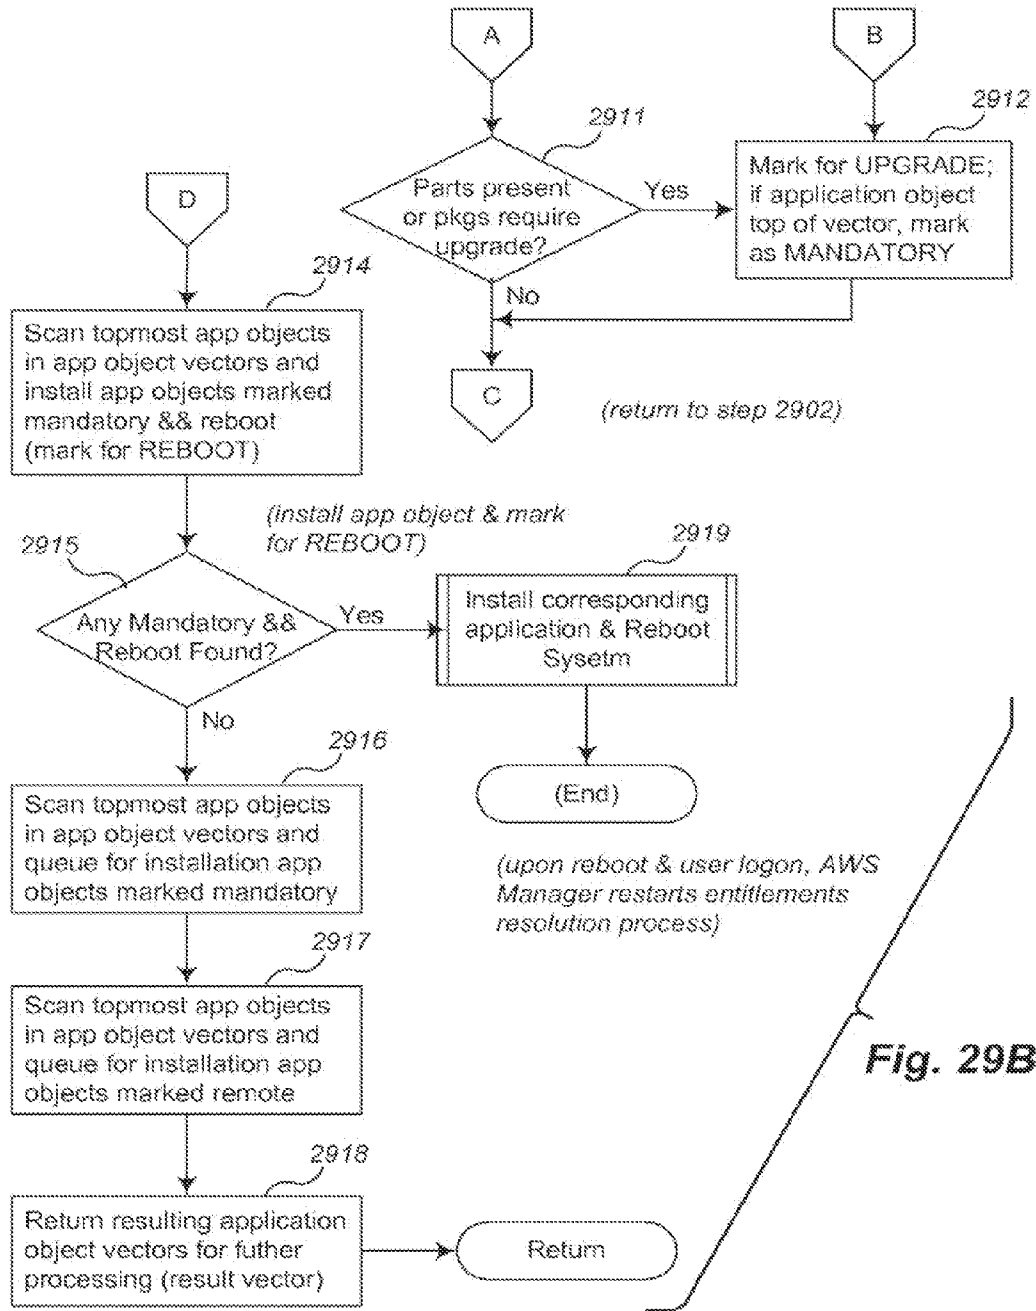 A
B
2911
2912
Parts present
or pkgs require
upgrade?
Yes
Mark for UPGRADE;
if application object
top of vector, mark
as MANDATORY
No
C
(return to step 2902)
D
2914
Scan topmost app objects
in app object vectors and
install app objects marked
mandatory && reboot
(mark for REBOOT)
(install app object & mark
for REBOOT)
2915
Any Mandatory &&
Reboot Found?
Yes
2919
Install corresponding
application & Reboot
Sysetm
No
(End)
(upon reboot & user logon, AWS
Manager restarts entitlements
resolution process)
2916
Scan topmost app objects
in app object vectors and
queue for installation app
objects marked mandatory
2917
Scan topmost app objects
in app object vectors and
queue for installation app
objects marked remote
Fig. 29B
2918
Return resulting application
object vectors for futher
processing (result vector)
Return